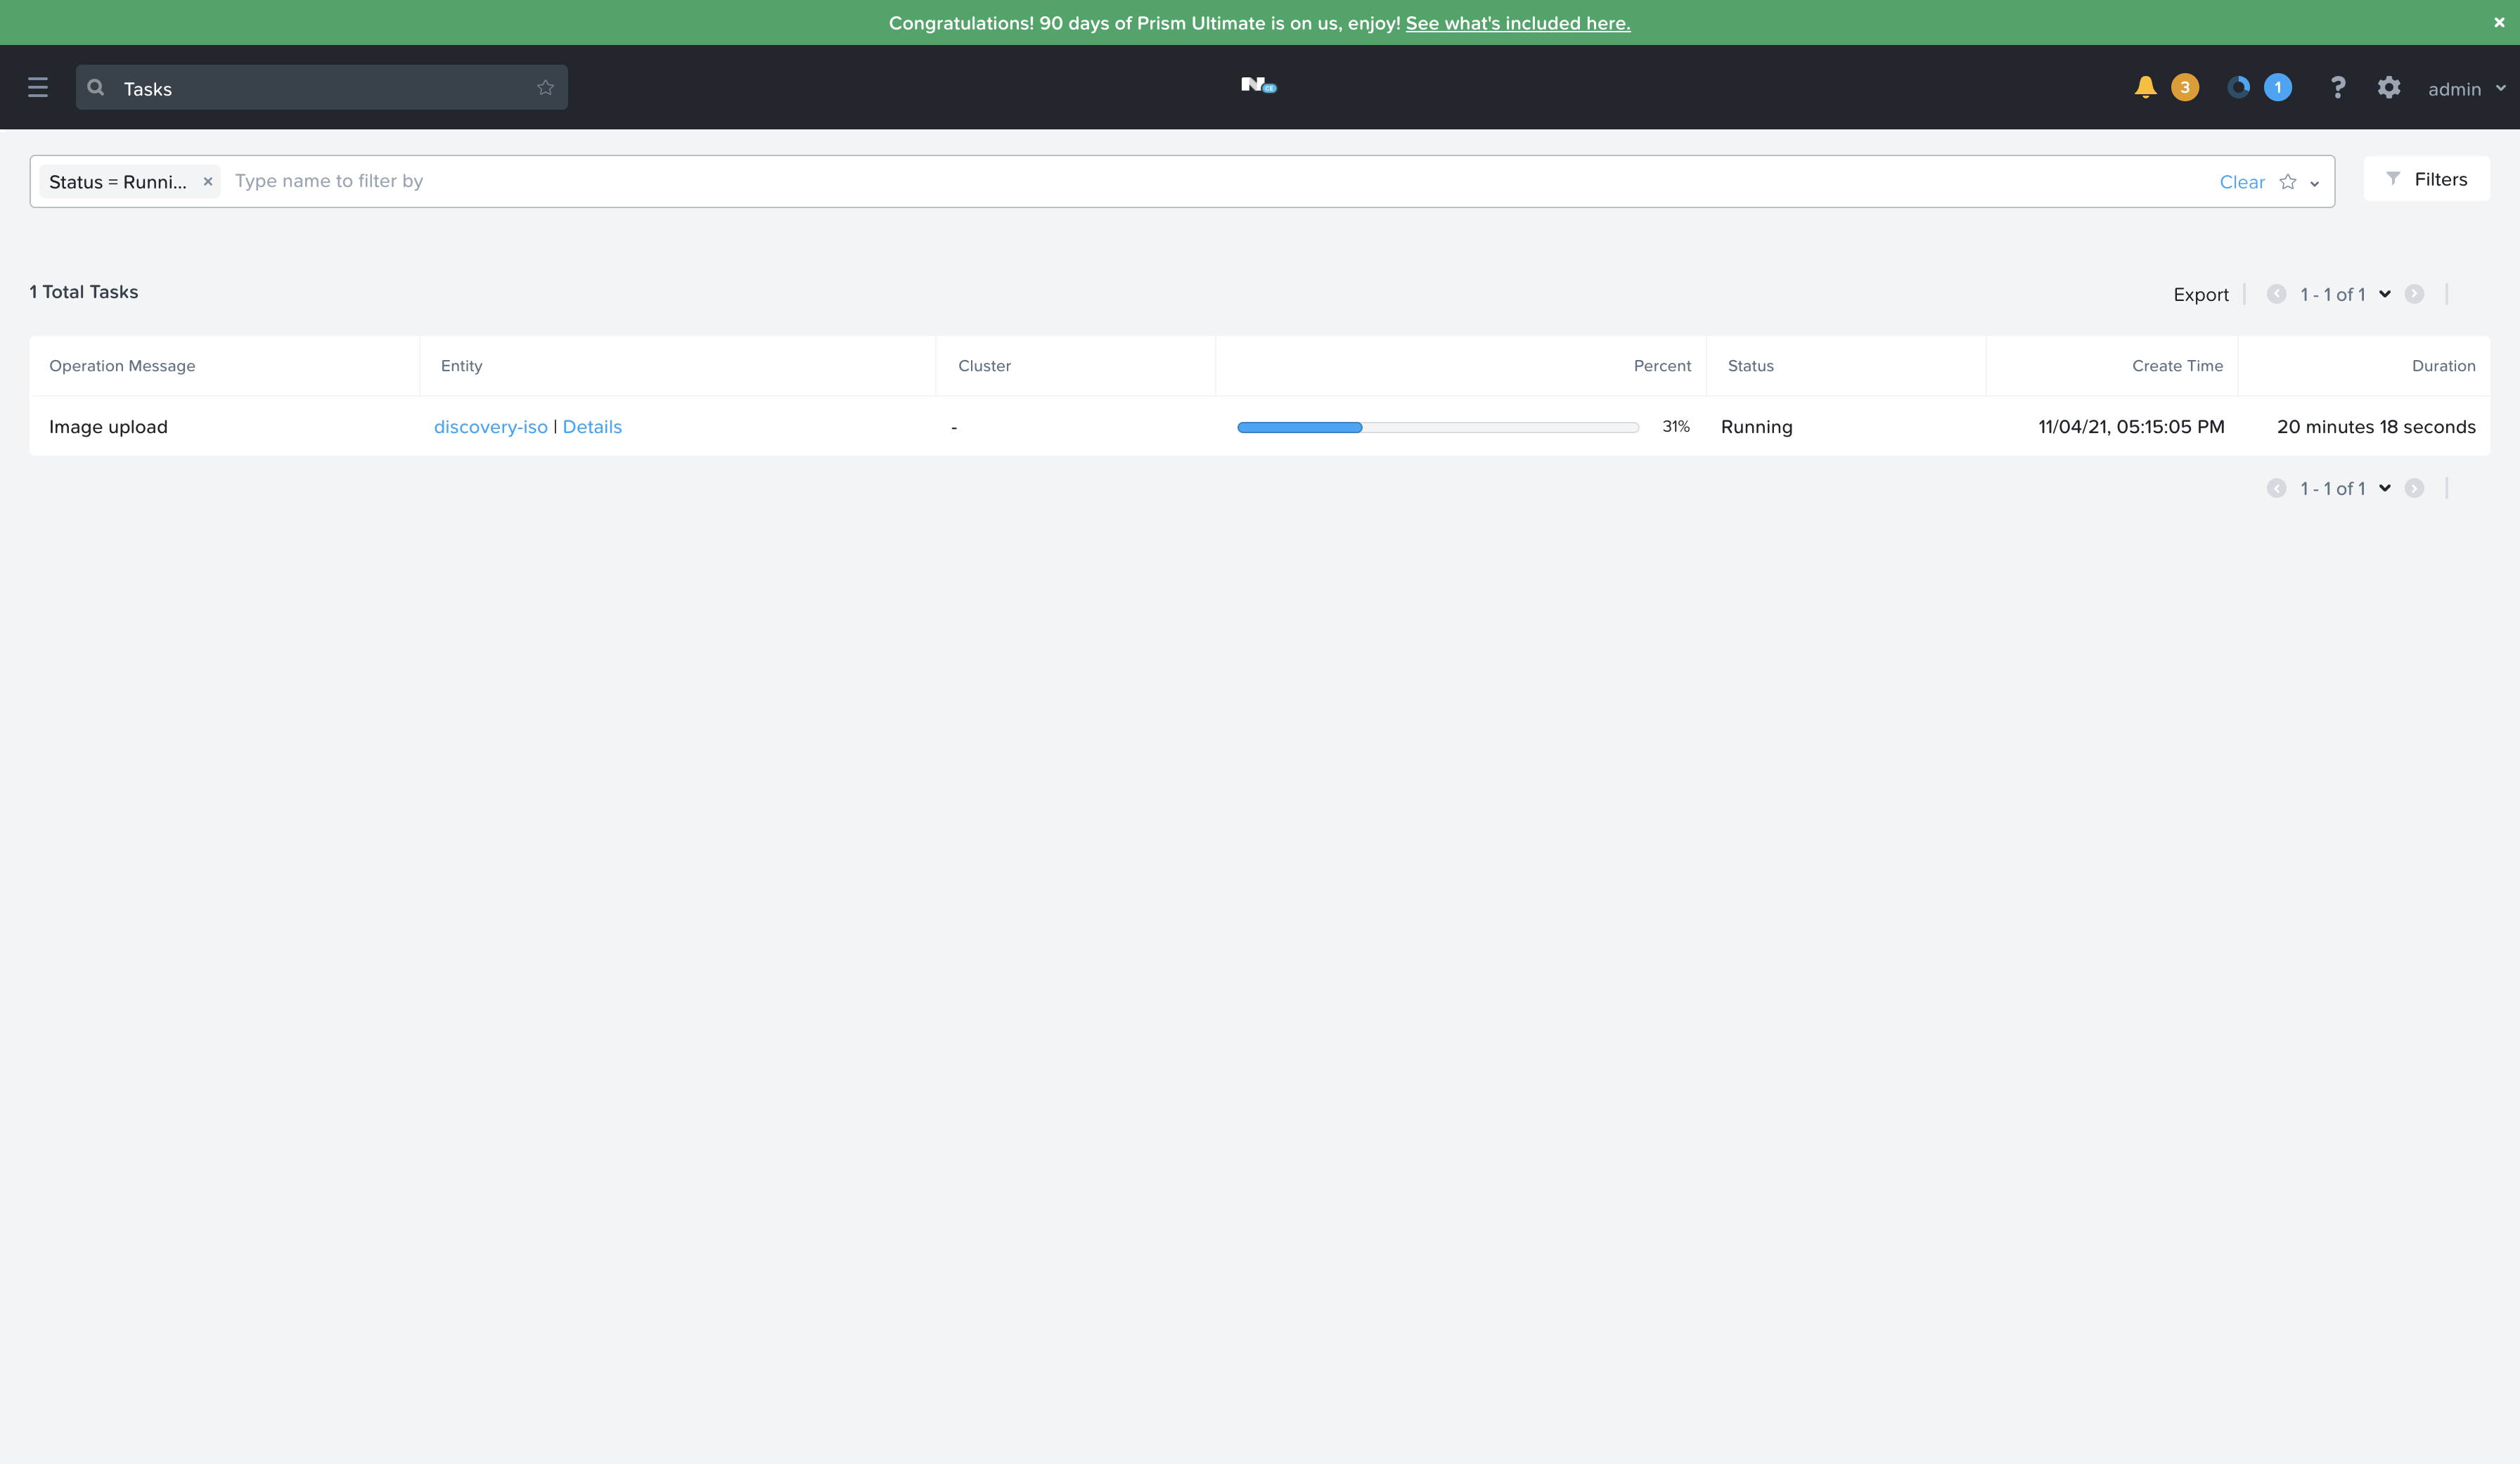 Congratulations! 90 days of Prism Ultimate is on us, enjoy! See what's included here.
Tasks
N CE
3
1
?
admin
Status = Runni...
Type name to filter by
Clear
Filters
1 Total Tasks
Export
1 - 1 of 1
Operation Message Entity Cluster Percent Status Create Time Duration
Image upload discovery-iso | Details - 31% Running 11/04/21, 05:15:05 PM 20 minutes 18 seconds
1 - 1 of 1